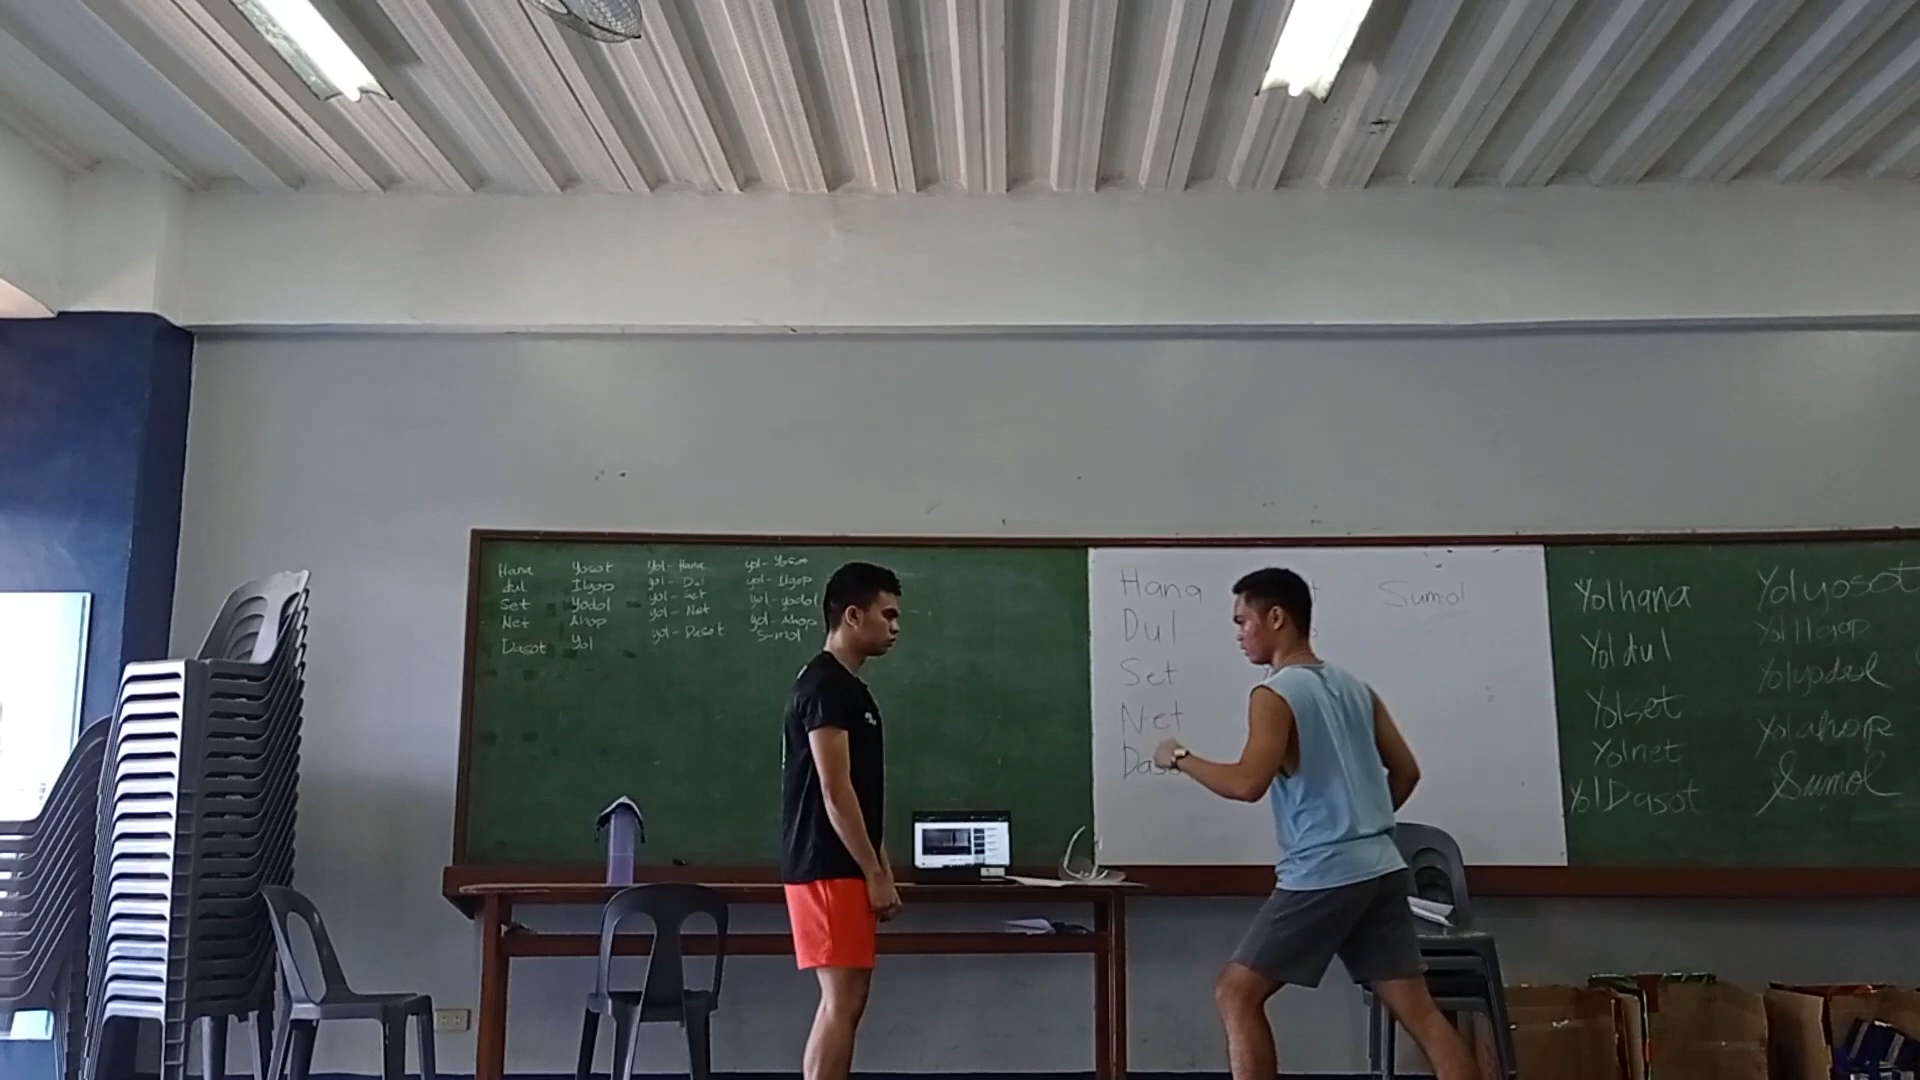 Hana Yosot Yol-Hana yol-Yosot
dul Ilgop yol-Dul yol-Ilgop
Set Yodol yol-Set yol-yodol
Net Ahop yol-Net yol-Ahop
Dasot Yol yol-Dasot Sumol
Hana Sumol
Dul
Set
Net
Yolhana Yolyosot
Yoldul Yolilgop
Yolset Yolyodol
Yolnet Yolahop
YolDasot Sumol